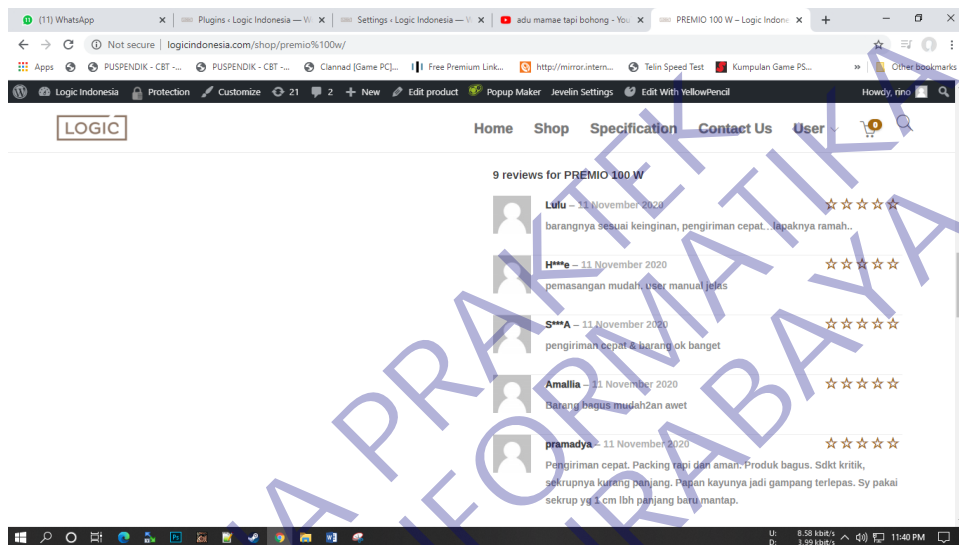 (11) WhatsApp
Plugins ‹ Logic Indonesia — W
Settings ‹ Logic Indonesia — W
adu mamae tapi bohong - You
PREMIO 100 W – Logic Indone
Not secure | logicindonesia.com/shop/premio%100w/
Apps
PUSPENDIK - CBT -...
PUSPENDIK - CBT -...
Clannad [Game PC]...
Free Premium Link...
http://mirror.intern...
Telin Speed Test
Kumpulan Game PS...
»
Other bookmarks
Logic Indonesia
Protection
Customize
21
2
New
Edit product
Popup Maker
Jevelin Settings
Edit With YellowPencil
Howdy, rino
LOGIC
Home
Shop
Specification
Contact Us
User
0
9 reviews for PREMIO 100 W
Lulu – 11 November 2020
barangnya sesuai keinginan, pengiriman cepat...lapaknya ramah..
H***e – 11 November 2020
pemasangan mudah. user manual jelas
S***A – 11 November 2020
pengiriman cepat & barang ok banget
Amallia – 11 November 2020
Barang bagus mudah2an awet
pramadya – 11 November 2020
Pengiriman cepat. Packing rapi dan aman. Produk bagus. Sdkt kritik,
sekrupnya kurang panjang. Papan kayunya jadi gampang terlepas. Sy pakai
sekrup yg 1 cm lbh panjang baru mantap.
A PRAKTEK
INFORMATIKA
SURABAYA
U: 8.58 kbit/s
D: 3.99 kbit/s
11:40 PM